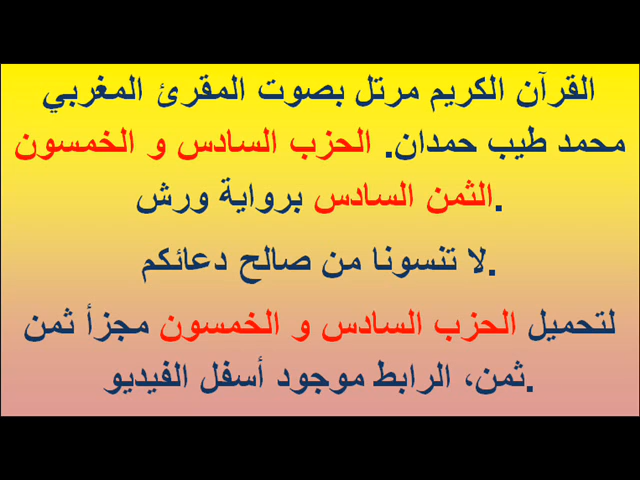 القرآن الكريم مرتل بصوت المقرئ المغربي
محمد طيب حمدان. الحزب السادس و الخمسون
الثمن السادس برواية ورش.
لا تنسونا من صالح دعائكم.
لتحميل الحزب السادس و الخمسون مجزأ ثمن
ثمن، الرابط موجود أسفل الفيديو.